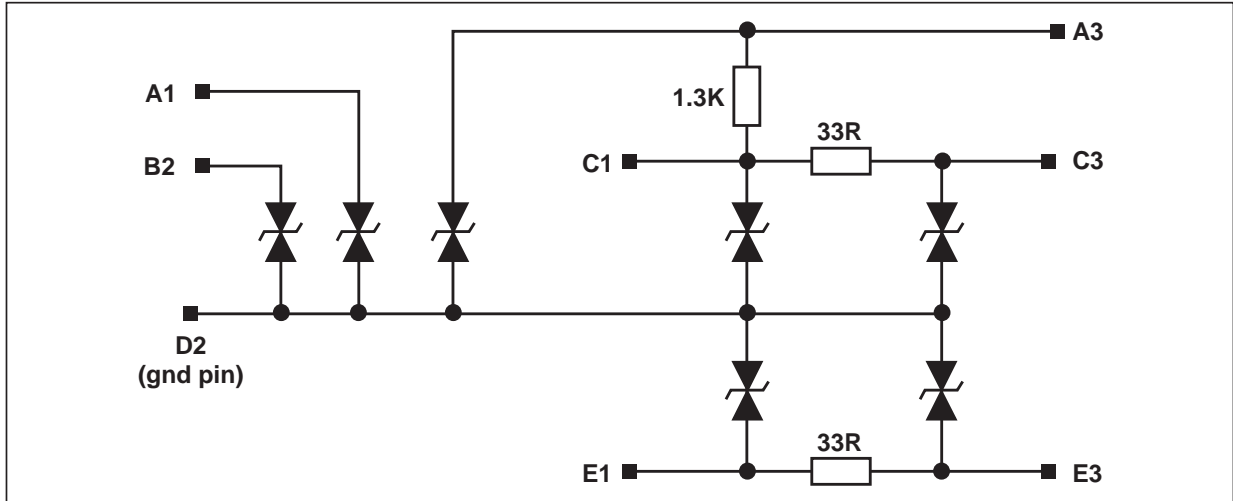 A3
A1
1.3K
33R
B2
C1
C3
D2
(gnd pin)
33R
E1
E3